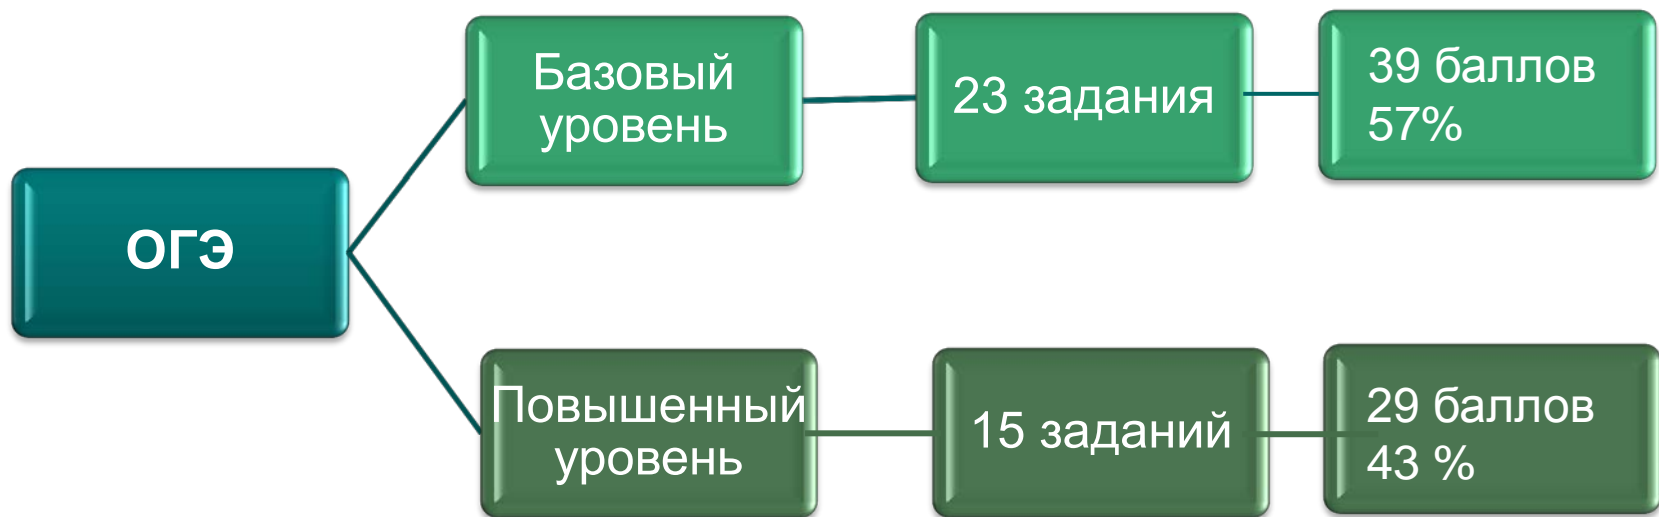 ОГЭ
Базовый
уровень
23 задания
39 баллов
57%
Повышенный
уровень
15 заданий
29 баллов
43 %